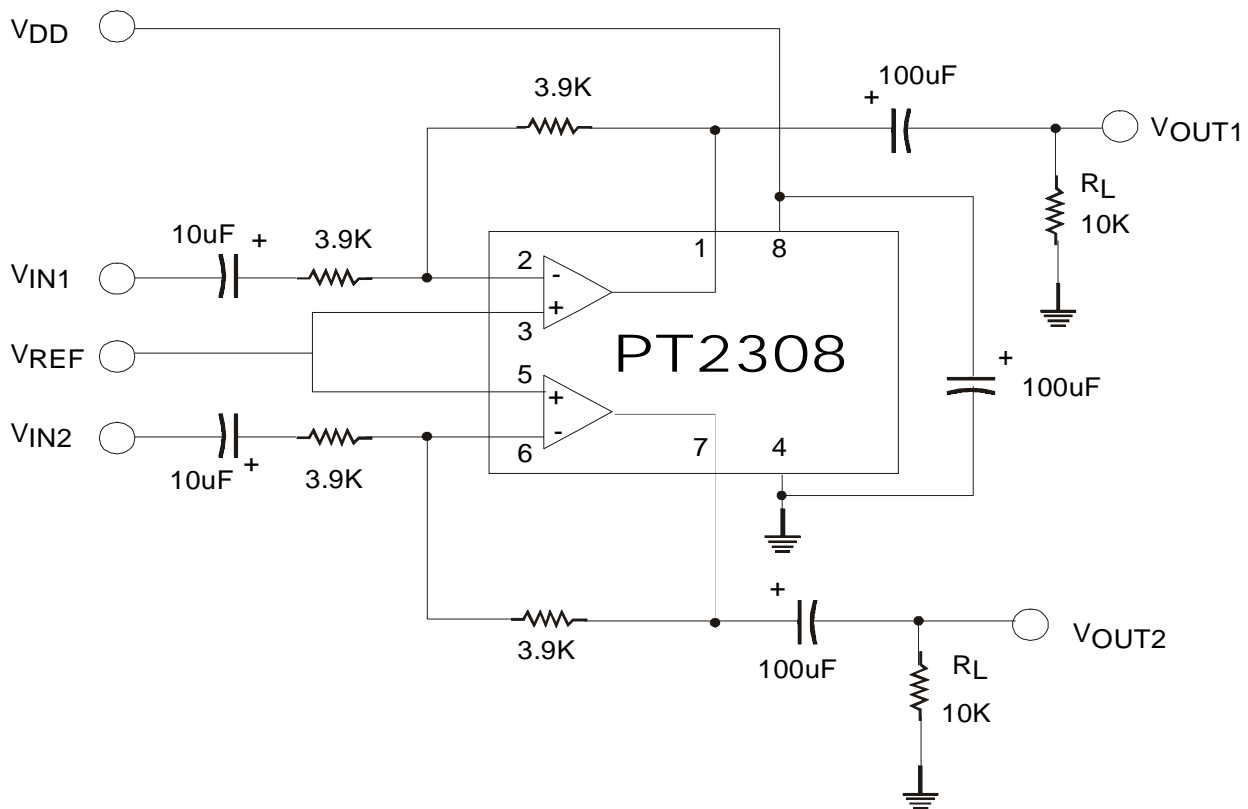 VDD
3.9K
100uF
+
VOUT1
RL
10K
10uF
+
3.9K
VIN1
2
-
1
8
+
3
VREF
PT2308
5
+
100uF
+
VIN2
-
6
7
4
10uF
+
3.9K
3.9K
+
100uF
VOUT2
RL
10K